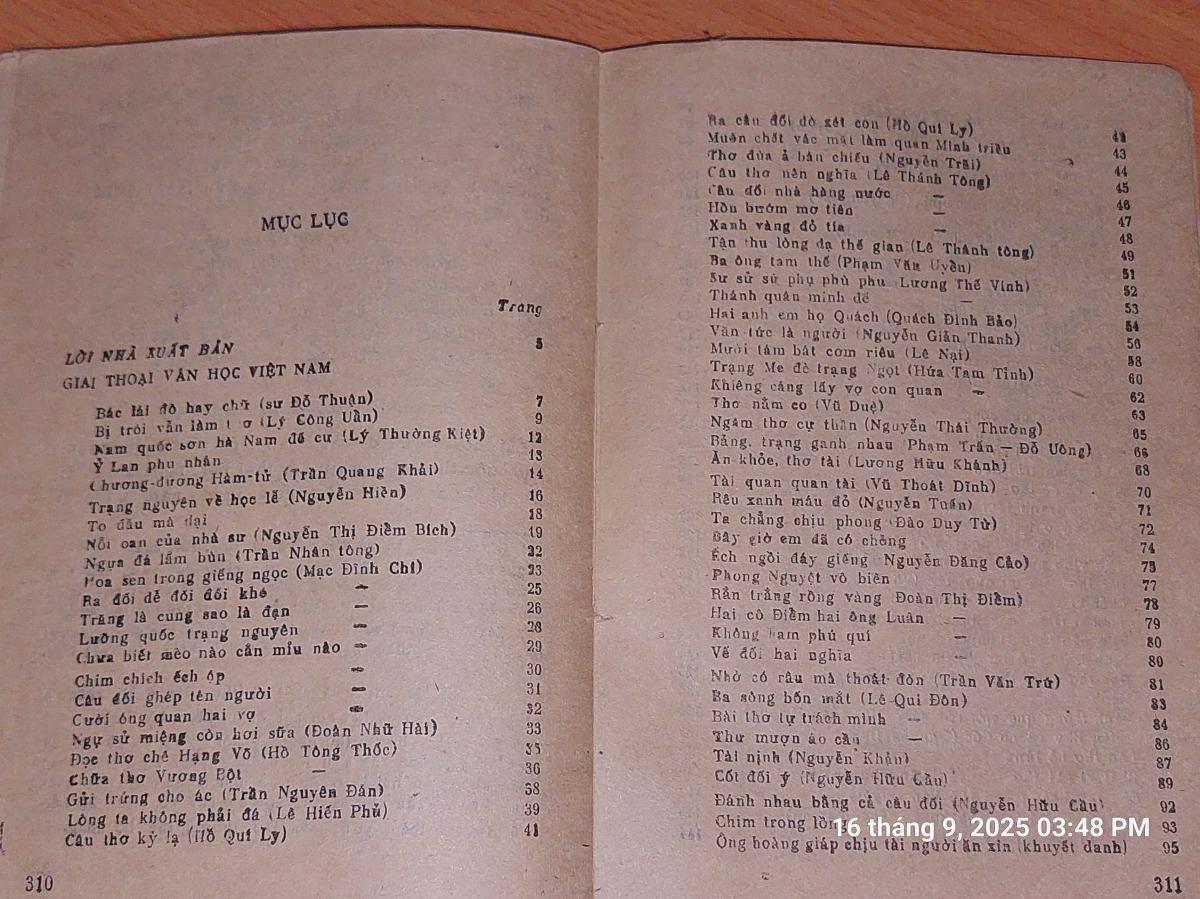 MỤC LỤC
Trang
LỜI NHÀ XUẤT BẢN 5
GIAI THOẠI VĂN HỌC VIỆT NAM
Bác lái đò hay chữ (sư Đỗ Thuận) 7
Bị trói vẫn làm thơ (Lý Công Uẩn) 9
Nam quốc sơn hà Nam đế cư (Lý Thường Kiệt) 12
Ỷ Lan phu nhân 13
Chương-dương Hàm-tử (Trần Quang Khải) 14
Trạng nguyên về học lễ (Nguyễn Hiền) 16
To đầu mà dại 18
Nỗi oan của nhà sư (Nguyễn Thị Điểm Bích) 19
Ngựa đá lấm bùn (Trần Nhân tông) 22
Hoa sen trong giếng ngọc (Mạc Đĩnh Chi) 23
Ra đối dễ đối đối khó — 25
Trăng là cung sao là đạn — 26
Lưỡng quốc trạng nguyên — 28
Chưa biết mèo nào cắn mỉu nào — 29
Chim chích ếch ộp — 30
Câu đối ghép tên người — 31
Cười ông quan hai vợ — 32
Ngự sử miệng còn hơi sữa (Đoàn Nhữ Hài) 33
Đọc thơ chê Hạng Võ (Hồ Tông Thốc) 35
Chữa thơ Vương Bột — 36
Gửi trứng cho ác (Trần Nguyên Đán) 38
Lòng ta không phải đá (Lê Hiến Phủ) 39
Câu thơ kỳ lạ (Hồ Quí Ly) 41
310
Ra câu đối dò xét con (Hồ Quí Ly) 42
Muôn chết vác mặt làm quan Minh triều 43
Thơ đùa ả bán chiếu (Nguyễn Trãi) 44
Câu thơ nên nghĩa (Lê Thánh Tông) 45
Câu đối nhà hàng nước — 46
Hồn bướm mơ tiên — 47
Xanh vàng đỏ tía — 48
Tận thu lòng dạ thế gian (Lê Thánh tông) 49
Ba ông tam thế (Phạm Văn Uyển) 51
Sư sử sứ phụ phù phu Lương Thế Vinh) 52
Thánh quân minh đế — 53
Hai anh em họ Quách (Quách Đình Bảo) 54
Văn tức là người (Nguyễn Giản Thanh) 56
Mười tám bát cơm riêu (Lê Nại) 58
Trạng Me đè trạng Ngọt (Hứa Tam Tỉnh) 60
Khiêng cáng lấy vợ con quan — 62
Thơ nằm co (Vũ Duệ) 63
Ngâm thơ cự thần (Nguyễn Thái Thường) 65
Bảng, trạng ganh nhau Phạm Trấn — Đỗ Uông) 66
Ăn khỏe, thơ tài (Lương Hữu Khánh) 68
Tài quan quan tài (Vũ Thoát Dĩnh) 70
Rêu xanh máu đỏ (Nguyễn Tuấn) 71
Ta chẳng chịu phong (Đào Duy Từ) 72
Bây giờ em đã có chồng 74
Ếch ngồi đáy giếng Nguyễn Đăng Cảo) 75
Phong Nguyệt vô biên 77
Rắn trắng rồng vàng Đoàn Thị Điểm) 78
Hai cô Điểm hai ông Luân — 79
Không ham phú quí — 80
Vế đối hai nghĩa — 80
Nhờ có râu mà thoát đòn (Trần Văn Trứ) 81
Ba sông bốn mắt (Lê Quí Đôn) 83
Bài thơ tự trách mình — 84
Thư mượn áo cầu — 86
Tài nịnh (Nguyễn Khản) 87
Cốt đối ý (Nguyễn Hữu Cầu) 89
Đánh nhau bằng cả câu đối (Nguyễn Hữu Cầu) 92
Chim trong lồng 93
Ông hoàng giáp chịu tài người ăn xin (khuyết danh) 95
311
16 tháng 9, 2025 03:48 PM